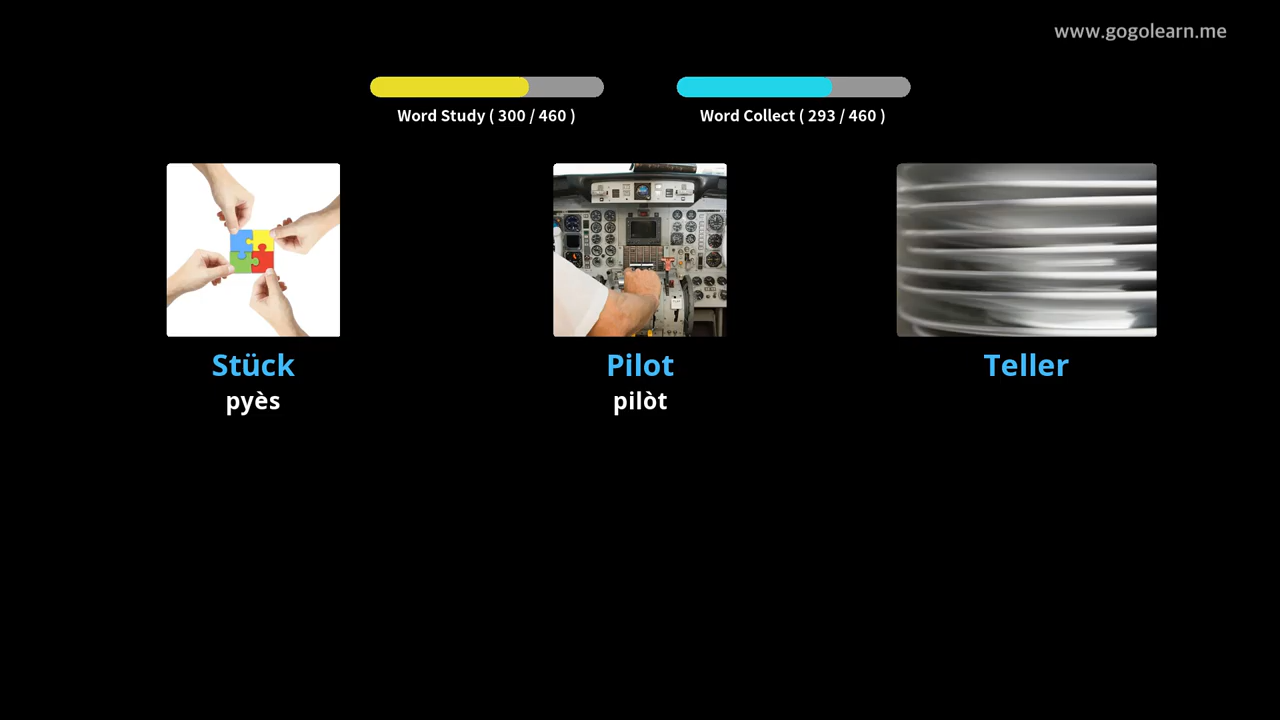 www.gogolearn.me
Word Study ( 300 / 460 )
Word Collect ( 293 / 460 )
Stück
pyès
Pilot
pilòt
Teller